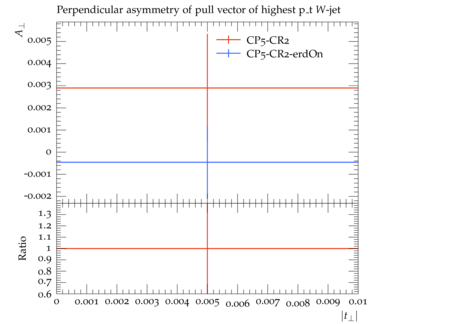 Perpendicular asymmetry of pull vector of highest p_t W-jet
A⊥
CP5-CR2
CP5-CR2-erdOn
0.005
0.004
0.003
0.002
0.001
0
-0.001
-0.002
Ratio
1.3
1.2
1.1
1
0.9
0.8
0.7
0.6
0 0.001 0.002 0.003 0.004 0.005 0.006 0.007 0.008 0.009 0.01
|t⊥|